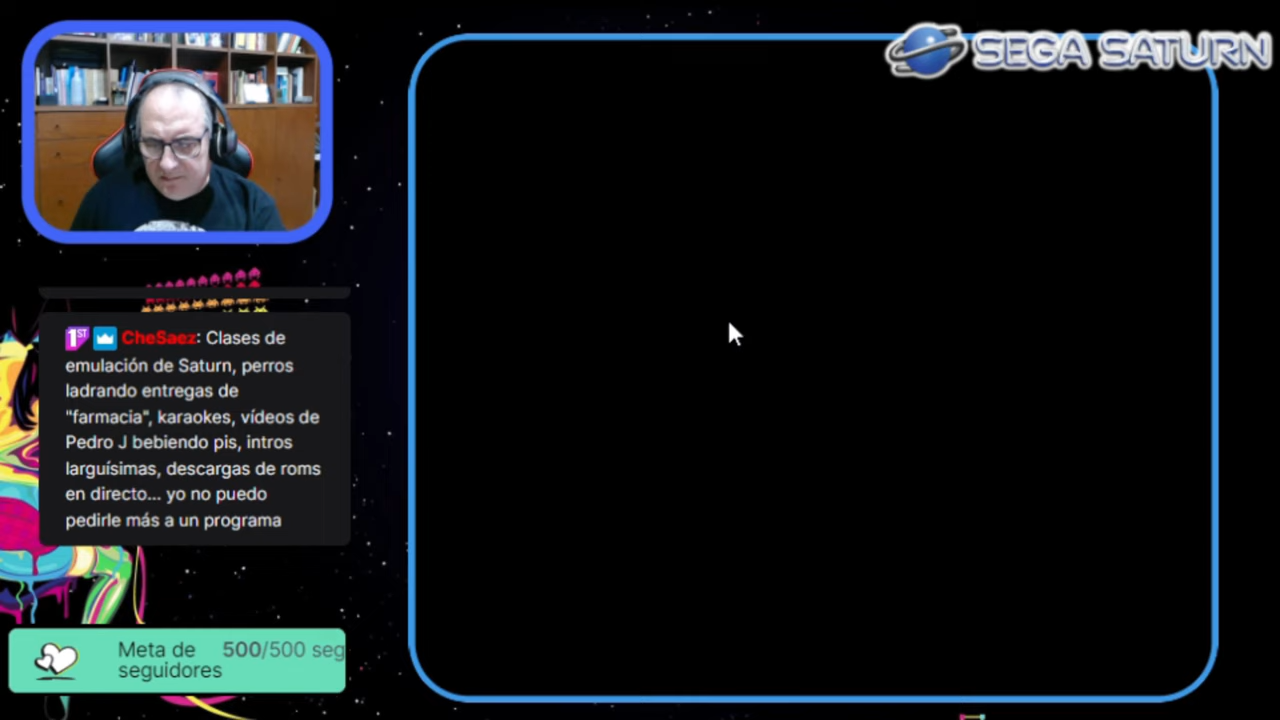 SEGA SATURN
1ST CheSaez: Clases de
emulación de Saturn, perros
ladrando entregas de
"farmacia", karaokes, vídeos de
Pedro J bebiendo pis, intros
larguísimas, descargas de roms
en directo... yo no puedo
pedirle más a un programa
Meta de
seguidores
500/500 seg